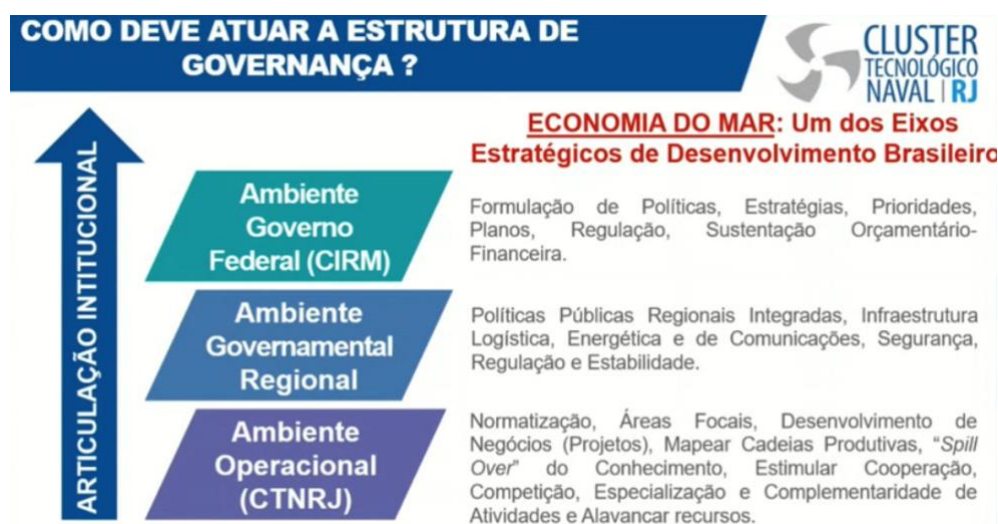 COMO DEVE ATUAR A ESTRUTURA DE
GOVERNANÇA ?
CLUSTER
TECNOLÓGICO
NAVAL | RJ
ECONOMIA DO MAR: Um dos Eixos
Estratégicos de Desenvolvimento Brasileiro
ARTICULAÇÃO INTITUCIONAL
Ambiente
Governo
Federal (CIRM)
Formulação de Políticas, Estratégias, Prioridades,
Planos, Regulação, Sustentação Orçamentário-
Financeira.
Ambiente
Governamental
Regional
Políticas Públicas Regionais Integradas, Infraestrutura
Logística, Energética e de Comunicações, Segurança,
Regulação e Estabilidade.
Ambiente
Operacional
(CTNRJ)
Normatização, Áreas Focais, Desenvolvimento de
Negócios (Projetos), Mapear Cadeias Produtivas, “Spill
Over” do Conhecimento, Estimular Cooperação,
Competição, Especialização e Complementaridade de
Atividades e Alavancar recursos.